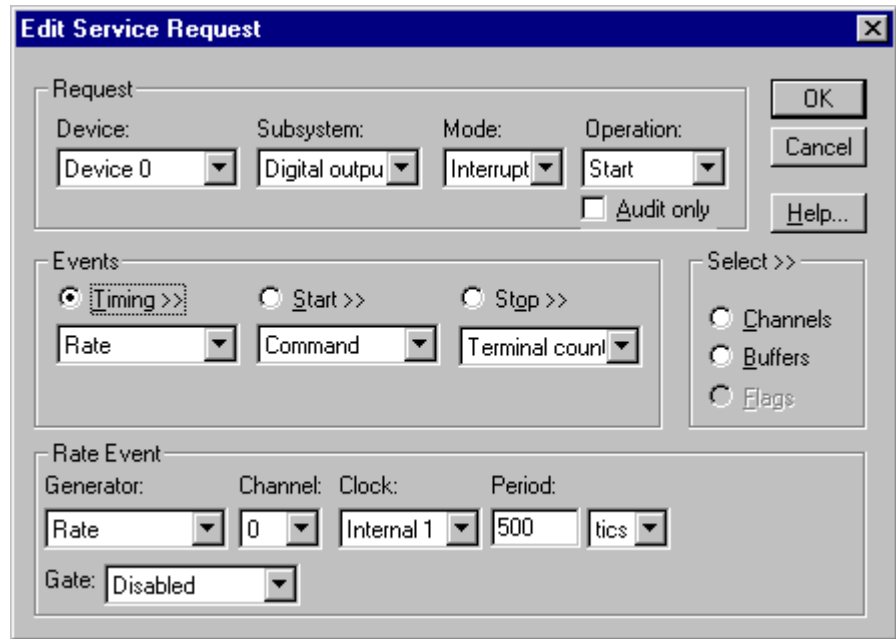 Edit Service Request
Request
Device: Subsystem: Mode: Operation:
Device 0 Digital outpu Interrupt Start
Audit only
OK
Cancel
Help...
Events
Timing >> Start >> Stop >>
Rate Command Terminal count
Select >>
Channels
Buffers
Flags
Rate Event
Generator: Channel: Clock: Period:
Rate 0 Internal 1 500 tics
Gate: Disabled